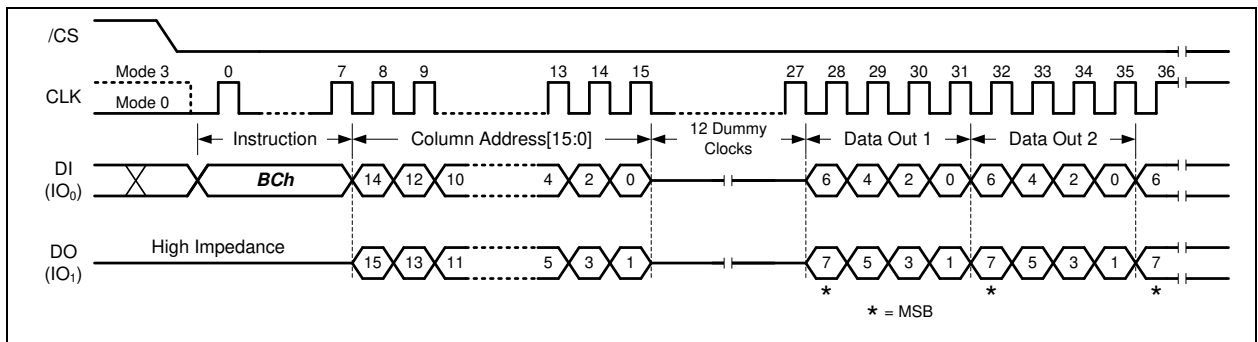 /CS
Mode 3 0 7 8 9 13 14 15 27 28 29 30 31 32 33 34 35 36
CLK
Mode 0
Instruction Column Address[15:0] 12 Dummy Clocks Data Out 1 Data Out 2
DI
(IO0)
BCh 14 12 10 4 2 0 6 4 2 0 6 4 2 0 6
High Impedance
DO
(IO1)
15 13 11 5 3 1 7 5 3 1 7 5 3 1 7
* * *
* = MSB